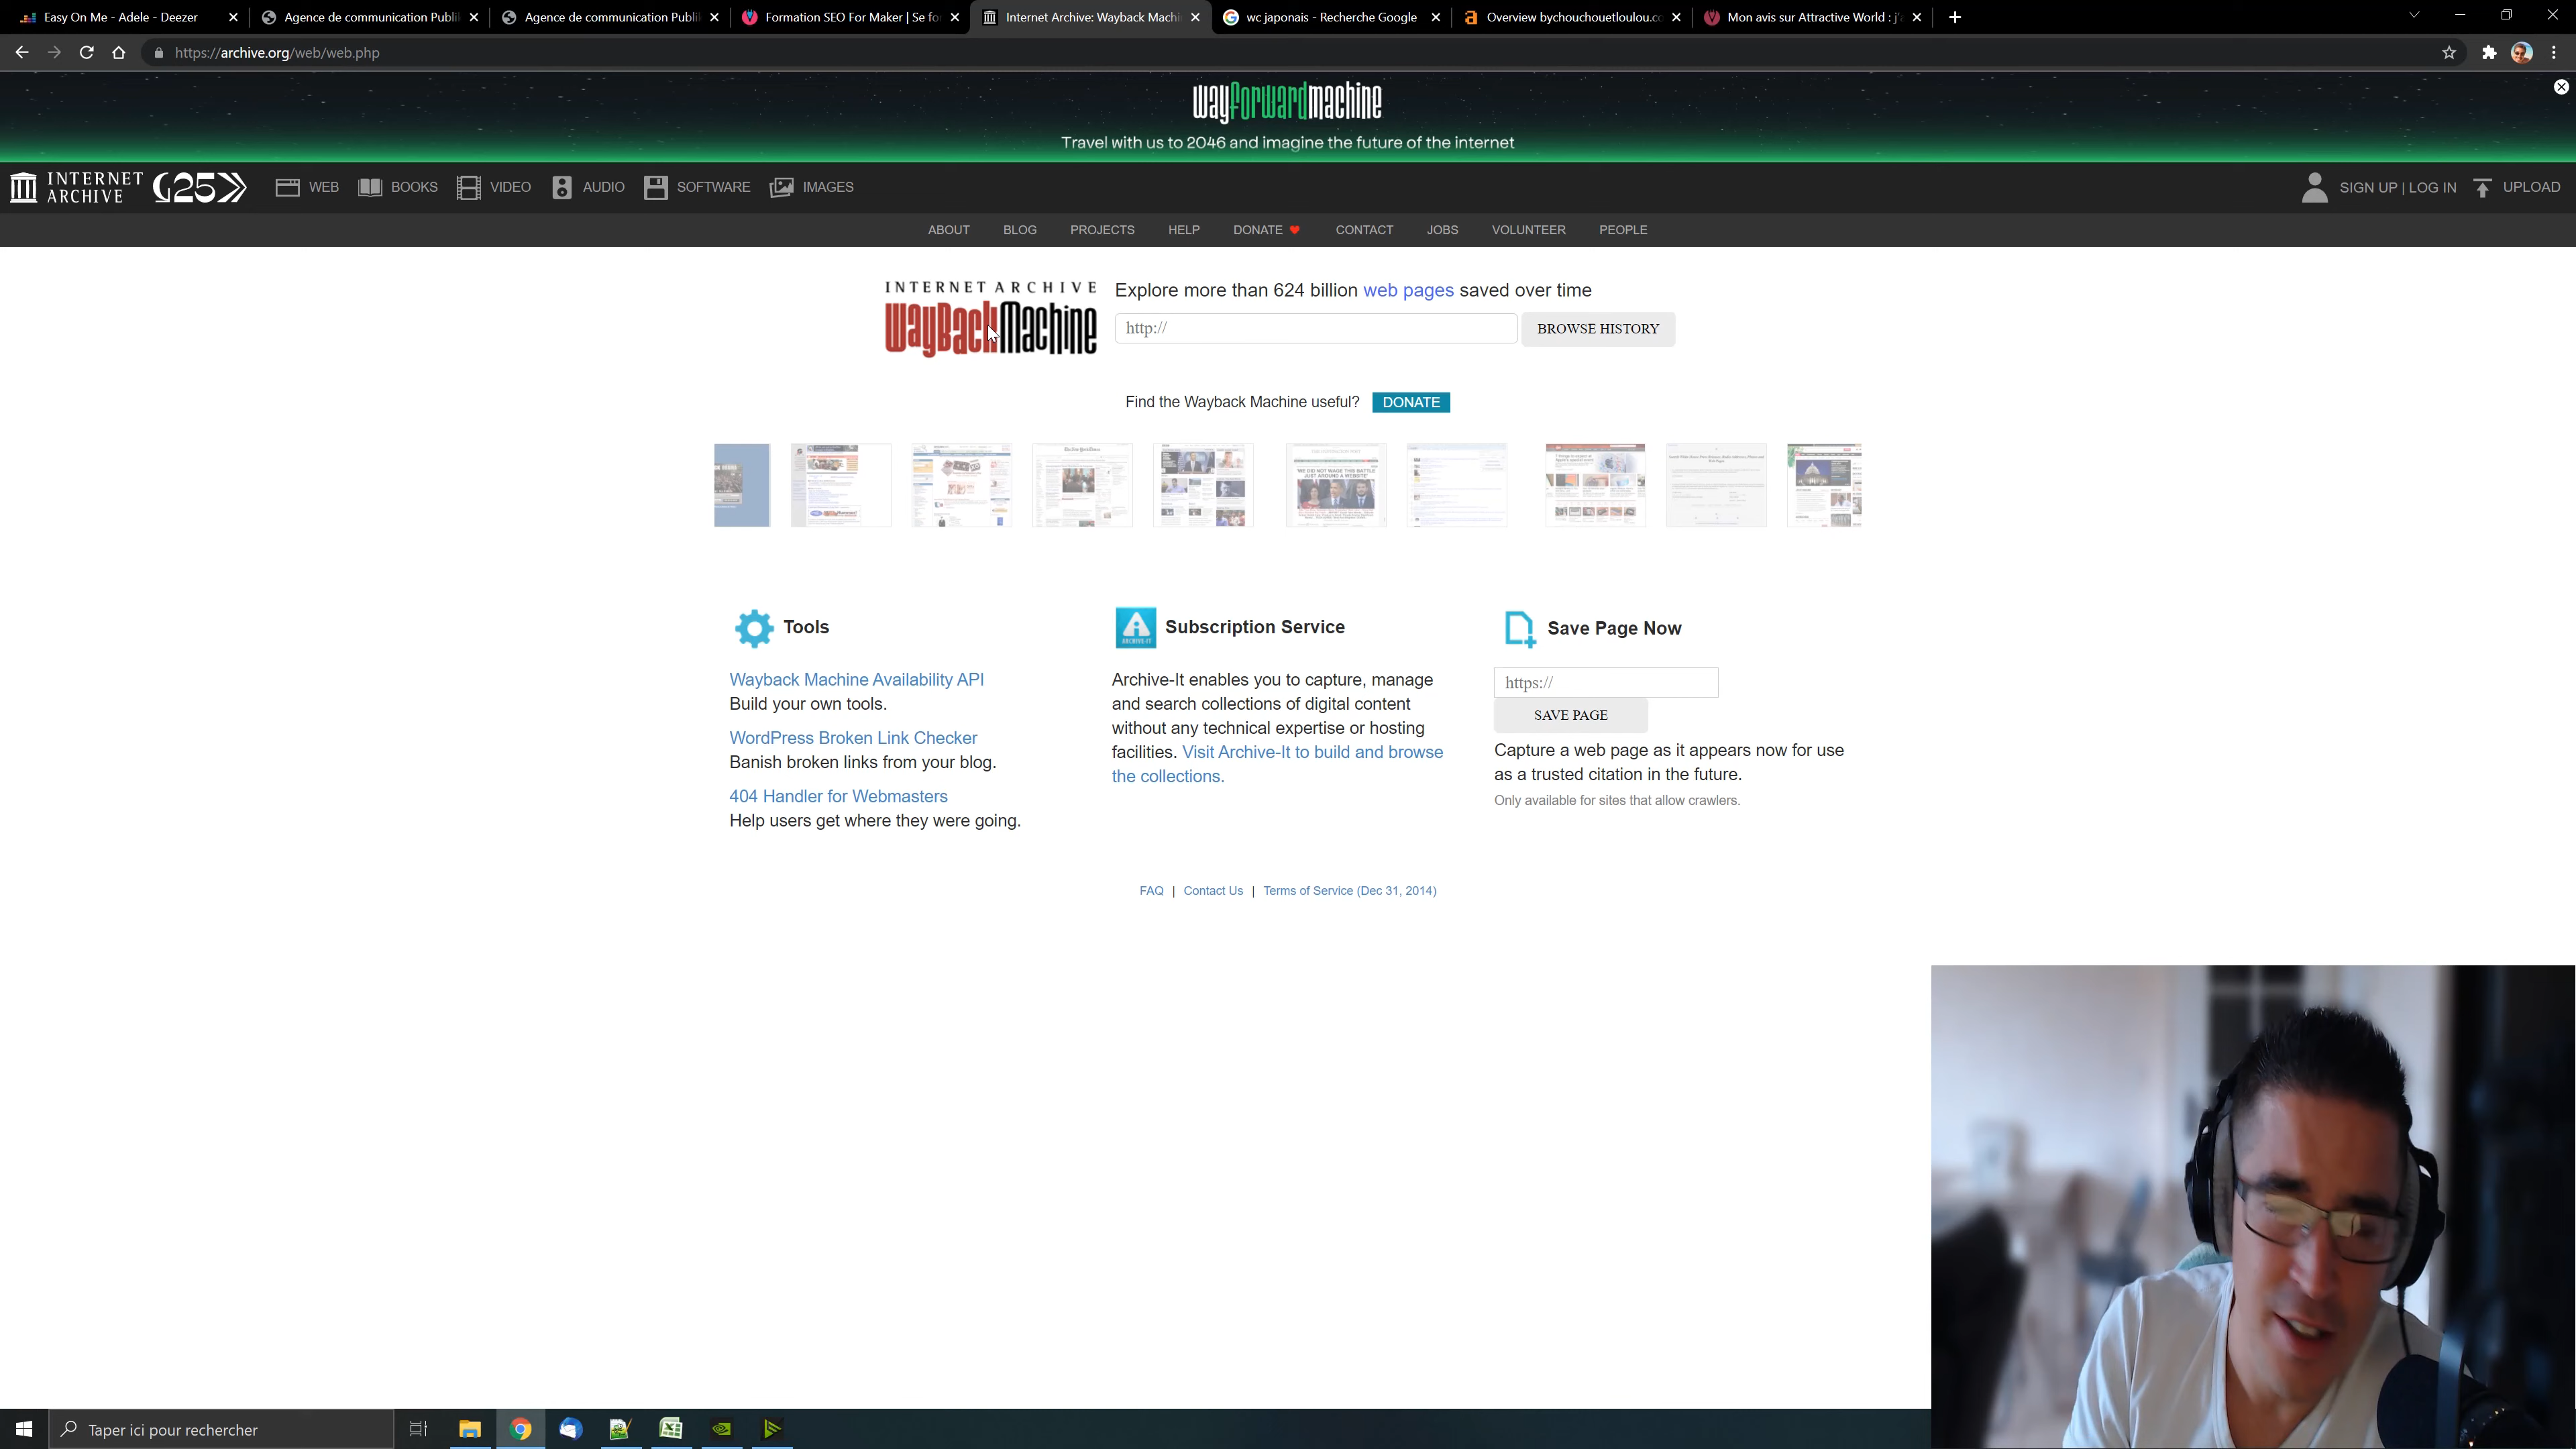 Easy On Me - Adele - Deezer
Agence de communication Publi
Agence de communication Publi
Formation SEO For Maker | Se fo
Internet Archive: Wayback Machi
wc japonais - Recherche Google
Overview bychouchouetloulou.co
Mon avis sur Attractive World : j'a
https://archive.org/web/web.php
wayforwardmachine
Travel with us to 2046 and imagine the future of the internet
INTERNET ARCHIVE
25
WEB
BOOKS
VIDEO
AUDIO
SOFTWARE
IMAGES
SIGN UP | LOG IN
UPLOAD
ABOUT
BLOG
PROJECTS
HELP
DONATE
CONTACT
JOBS
VOLUNTEER
PEOPLE
INTERNET ARCHIVE
WayBackMachine
Explore more than 624 billion web pages saved over time
http://
BROWSE HISTORY
Find the Wayback Machine useful?
DONATE
Tools
Wayback Machine Availability API
Build your own tools.
WordPress Broken Link Checker
Banish broken links from your blog.
404 Handler for Webmasters
Help users get where they were going.
ARCHIVE-IT
Subscription Service
Archive-It enables you to capture, manage
and search collections of digital content
without any technical expertise or hosting
facilities. Visit Archive-It to build and browse
the collections.
Save Page Now
https://
SAVE PAGE
Capture a web page as it appears now for use
as a trusted citation in the future.
Only available for sites that allow crawlers.
FAQ | Contact Us | Terms of Service (Dec 31, 2014)
Taper ici pour rechercher